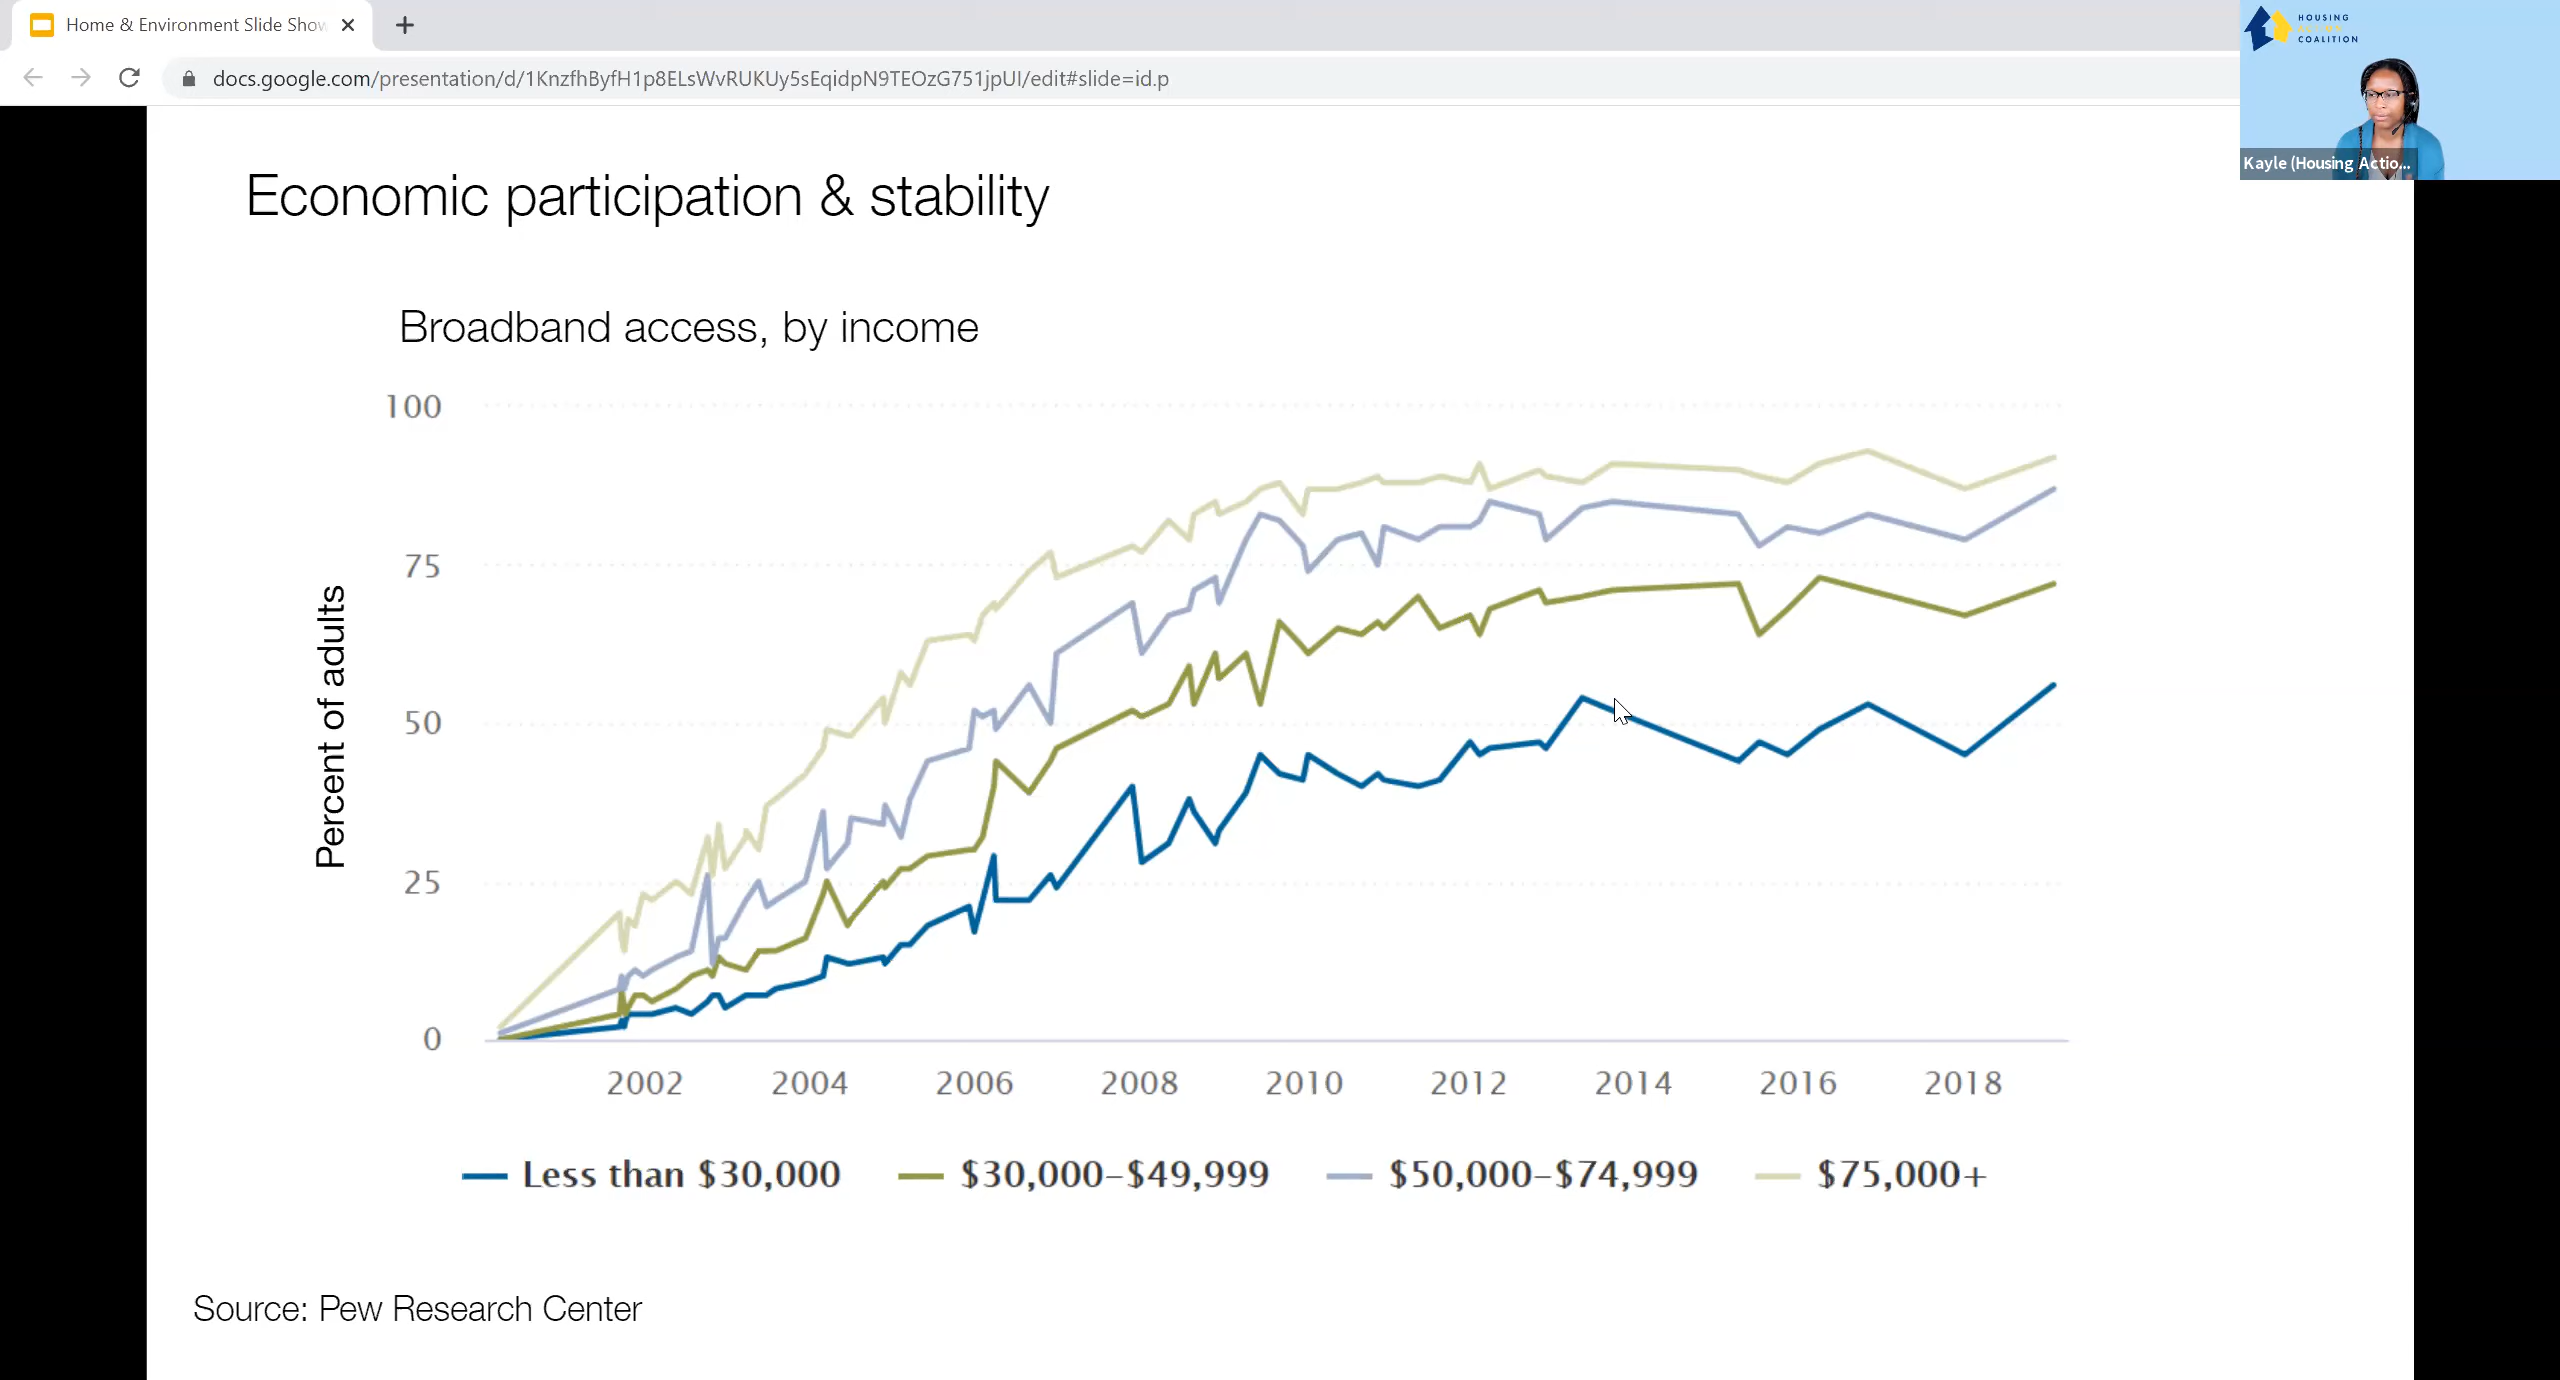 Home & Environment Slide Show
docs.google.com/presentation/d/1KnzfhByfH1p8ELsWvRUKUy5sEqidpN9TEOzG751jpUI/edit#slide=id.p
HOUSING
COALITION
Kayle (Housing Actio...
Economic participation & stability
Broadband access, by income
Percent of adults
100
75
50
25
0
2002 2004 2006 2008 2010 2012 2014 2016 2018
Less than $30,000 $30,000–$49,999 $50,000–$74,999 $75,000+
Source: Pew Research Center